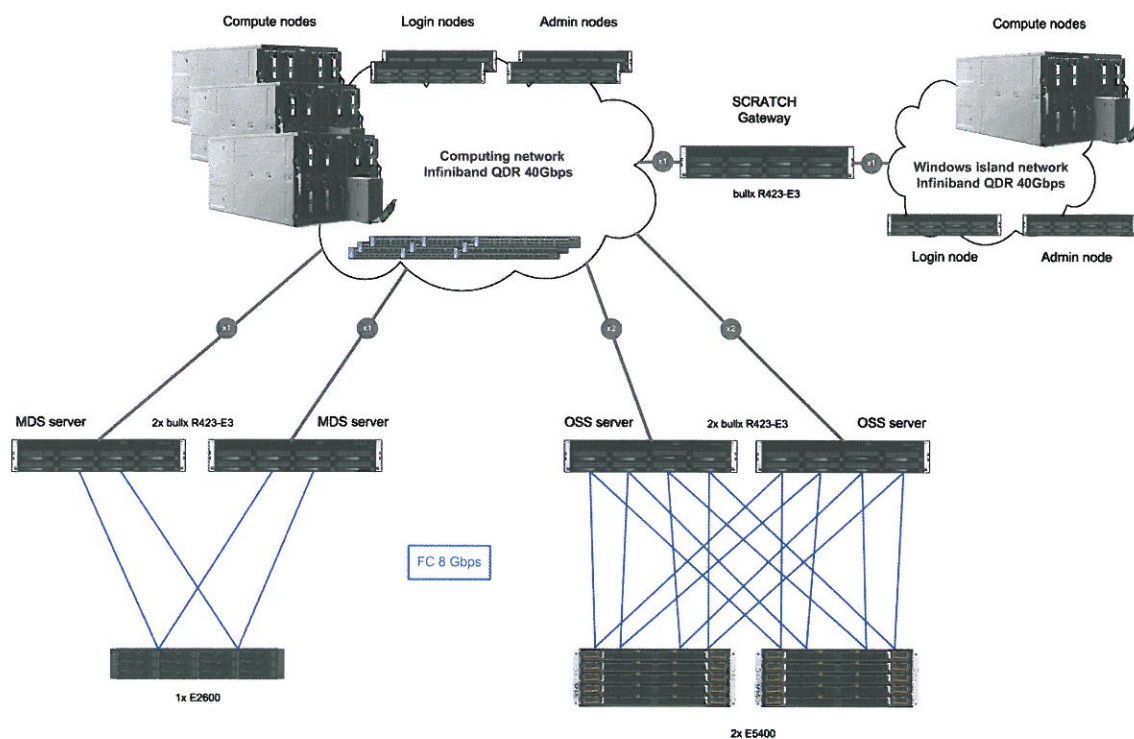 Compute nodes
Login nodes
Admin nodes
Compute nodes
SCRATCH
Gateway
Computing network
Infiniband QDR 40Gbps
x1
x1
Windows island network
Infiniband QDR 40Gbps
bullx R423-E3
Login node
Admin node
x1
x1
x2
x2
MDS server
2x bullx R423-E3
MDS server
OSS server
2x bullx R423-E3
OSS server
FC 8 Gbps
1x E2600
2x E5400